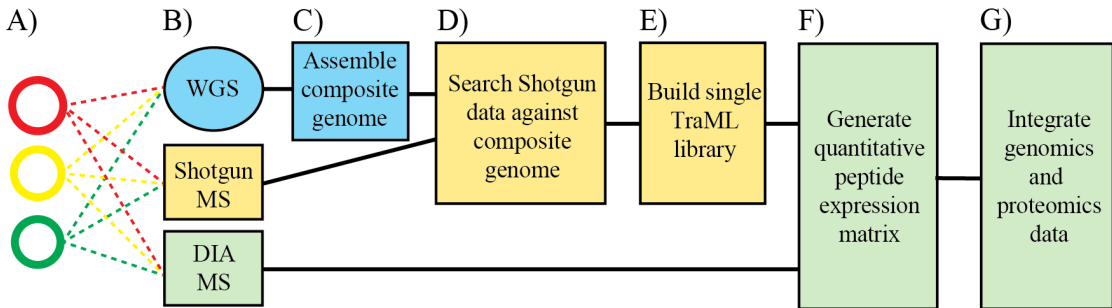 A)
B)
C)
D)
E)
F)
G)
WGS
Assemble
composite
genome
Search Shotgun
data against
composite
genome
Build single
TraML
library
Generate
quantitative
peptide
expression
matrix
Integrate
genomics
and
proteomics
data
Shotgun
MS
DIA
MS